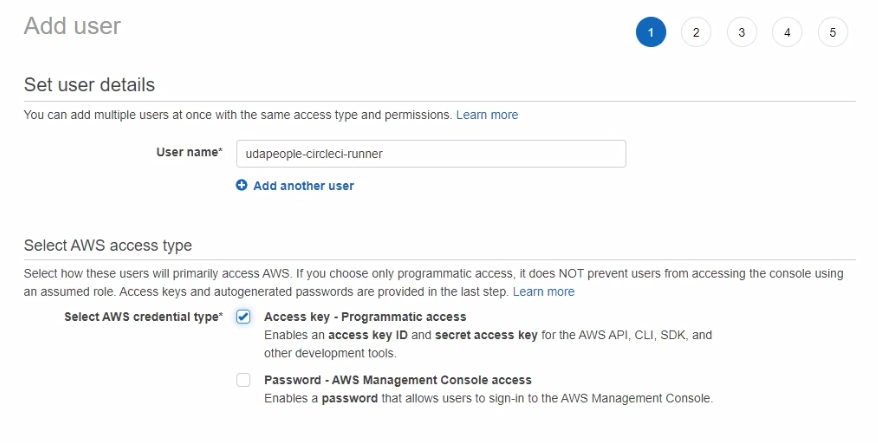 Add user
1 2 3 4 5
Set user details
You can add multiple users at once with the same access type and permissions. Learn more
User name* udapeople-circleci-runner
Add another user
Select AWS access type
Select how these users will primarily access AWS. If you choose only programmatic access, it does NOT prevent users from accessing the console using
an assumed role. Access keys and autogenerated passwords are provided in the last step. Learn more
Select AWS credential type* Access key - Programmatic access
Enables an access key ID and secret access key for the AWS API, CLI, SDK, and
other development tools.
Password - AWS Management Console access
Enables a password that allows users to sign-in to the AWS Management Console.